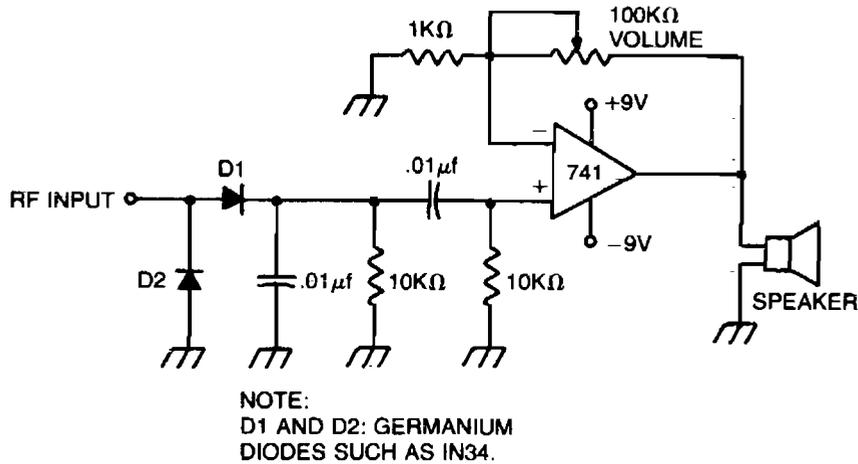 1KΩ
100KΩ
VOLUME
+9V
D1
.01μf
−
741
+
RF INPUT
−9V
D2
.01μf
10KΩ
10KΩ
SPEAKER
NOTE:
D1 AND D2: GERMANIUM
DIODES SUCH AS IN34.